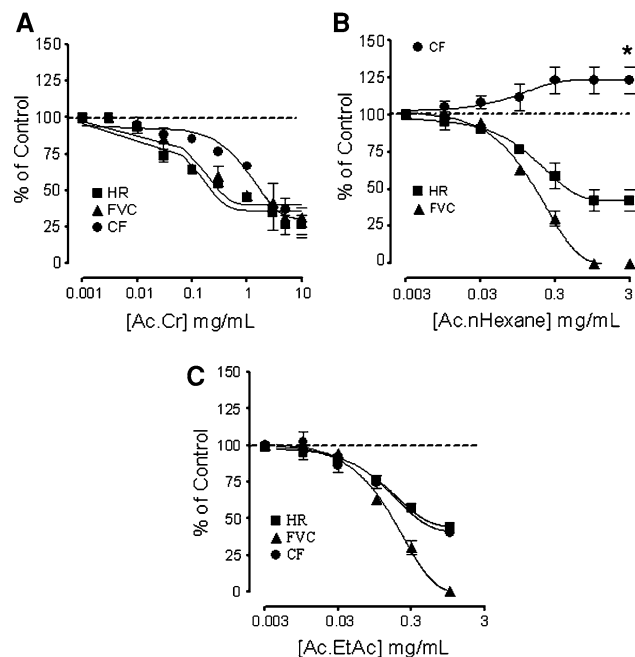 A
150
125
100
75
50
25
0
% of Control
HR
FVC
CF
0.001
0.01
0.1
1
10
[Ac.Cr] mg/mL
B
150
125
100
75
50
25
0.00
% of Control
CF
*
HR
FVC
0.003
0.03
0.3
3
[Ac.nHexane] mg/mL
C
150
125
100
75
50
25
0
% of Control
HR
FVC
CF
0.003
0.03
0.3
3
[Ac.EtAc] mg/mL